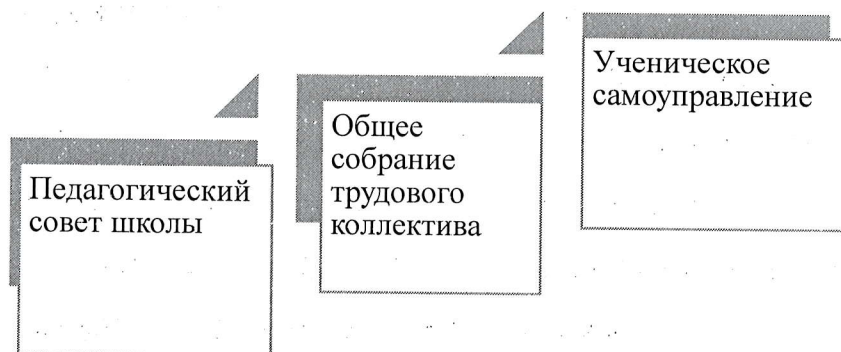 Педагогический
совет школы
Общее
собрание
трудового
коллектива
Ученическое
самоуправление